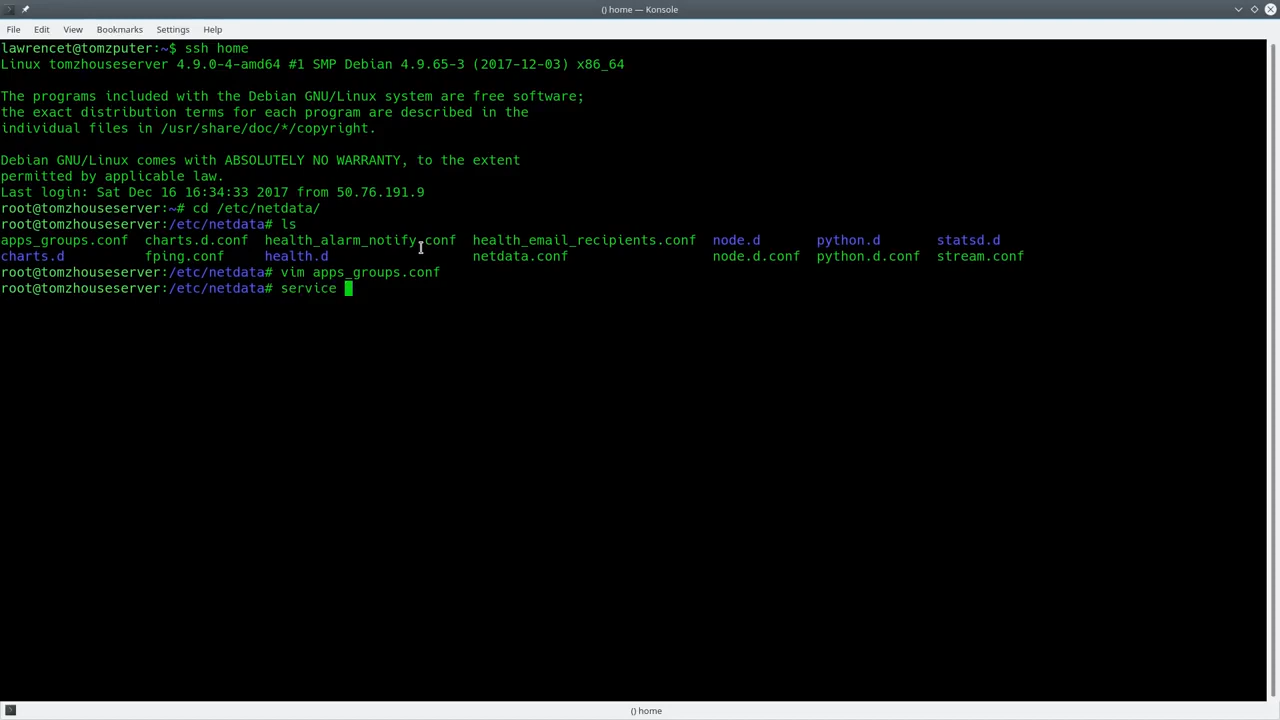 () home — Konsole
File Edit View Bookmarks Settings Help
lawrencet@tomzputer:~$ ssh home
Linux tomzhouseserver 4.9.0-4-amd64 #1 SMP Debian 4.9.65-3 (2017-12-03) x86_64
The programs included with the Debian GNU/Linux system are free software;
the exact distribution terms for each program are described in the
individual files in /usr/share/doc/*/copyright.
Debian GNU/Linux comes with ABSOLUTELY NO WARRANTY, to the extent
permitted by applicable law.
Last login: Sat Dec 16 16:34:33 2017 from 50.76.191.9
root@tomzhouseserver:~# cd /etc/netdata/
root@tomzhouseserver:/etc/netdata# ls
apps_groups.conf charts.d.conf health_alarm_notify.conf health_email_recipients.conf node.d python.d statsd.d
charts.d fping.conf health.d netdata.conf node.d.conf python.d.conf stream.conf
root@tomzhouseserver:/etc/netdata# vim apps_groups.conf
root@tomzhouseserver:/etc/netdata# service
() home